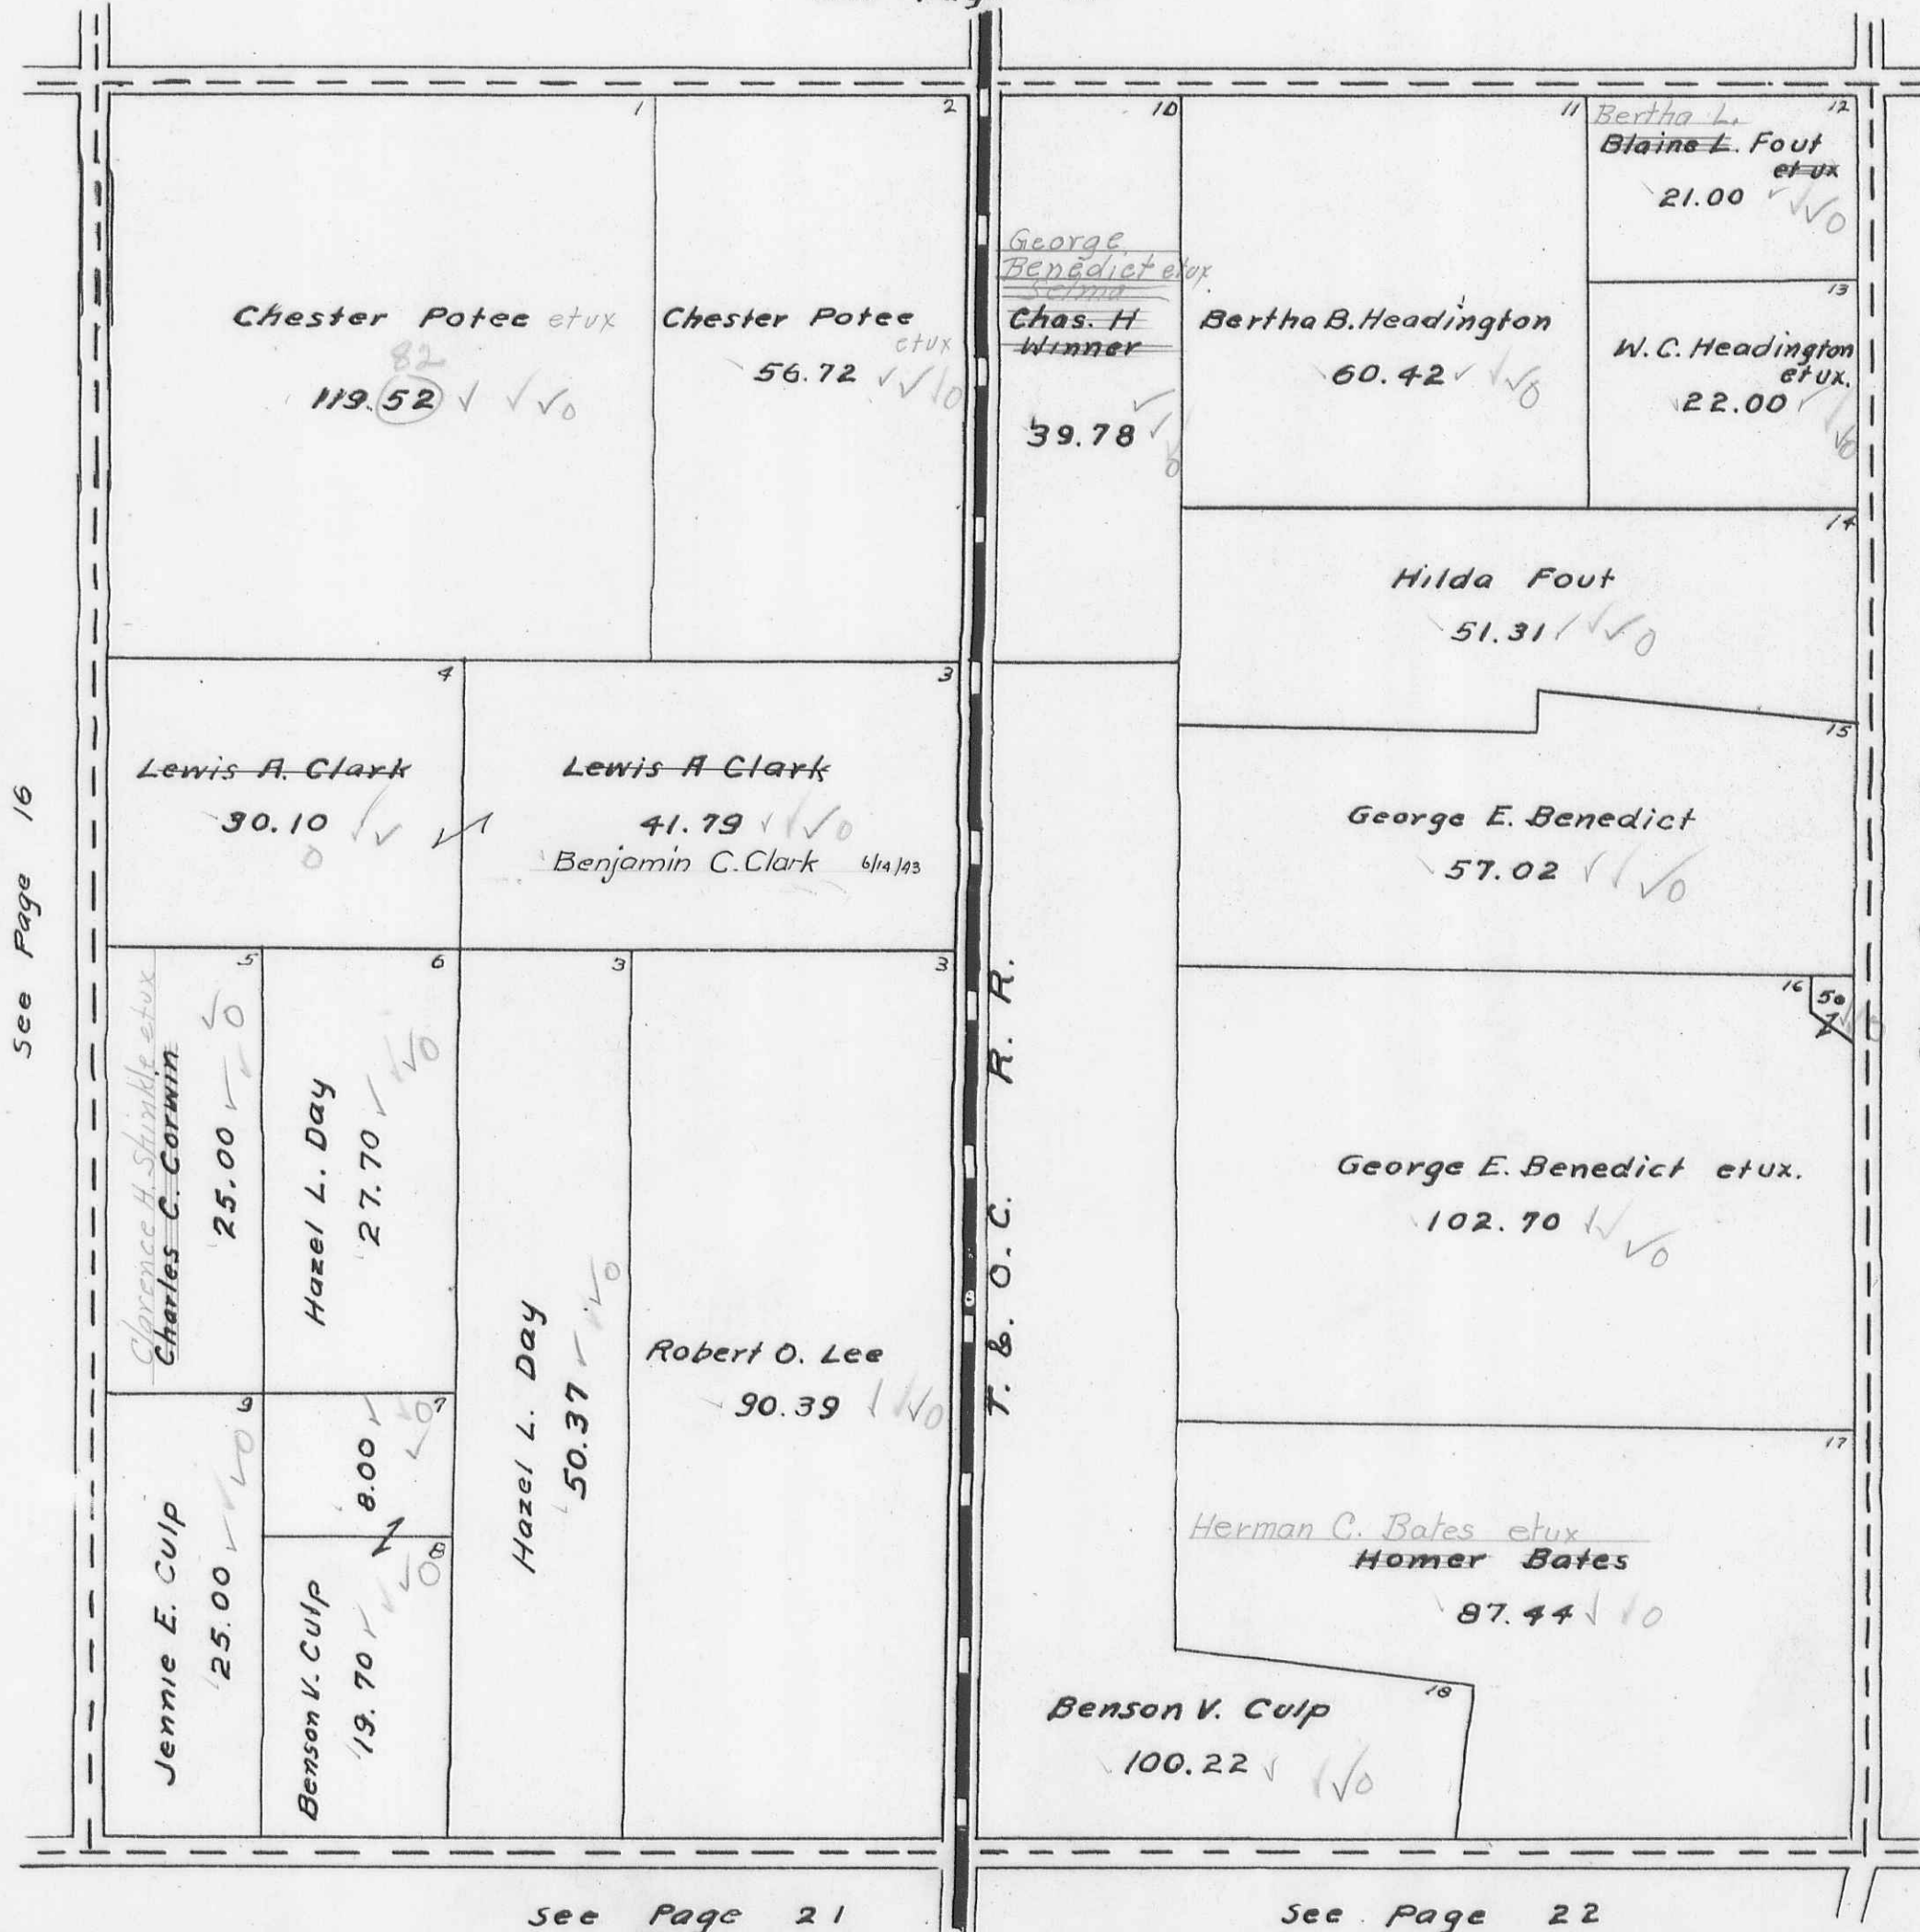 1
Chester Potee etux
82
119.52
2
Chester Potee
etux
56.72
10
George
Benedict etux.
Selma
Chas. H
Winner
39.78
11
Bertha B. Headington
60.42
12
Bertha L.
Blaine L. Fout
et ux
21.00
13
W.C. Headington
et ux.
22.00
14
Hilda Fout
51.31
4
Lewis A. Clark
30.10
3
Lewis A Clark
41.79
Benjamin C. Clark
15
George E. Benedict
57.02
See Page 16
5
Clarence H. Shinkle etux
Charles C. Corwin
25.00
6
Hazel L. Day
27.70
3
Hazel L. Day
50.37
3
Robert O. Lee
90.39
T. & O. C. R. R.
16
50
George E. Benedict etux.
102.70
9
Jennie E. Culp
25.00
7
8.00
8
Benson V. Culp
19.70
17
Herman C. Bates etux
Homer Bates
87.44
18
Benson V. Culp
100.22
See Page 21
See Page 22